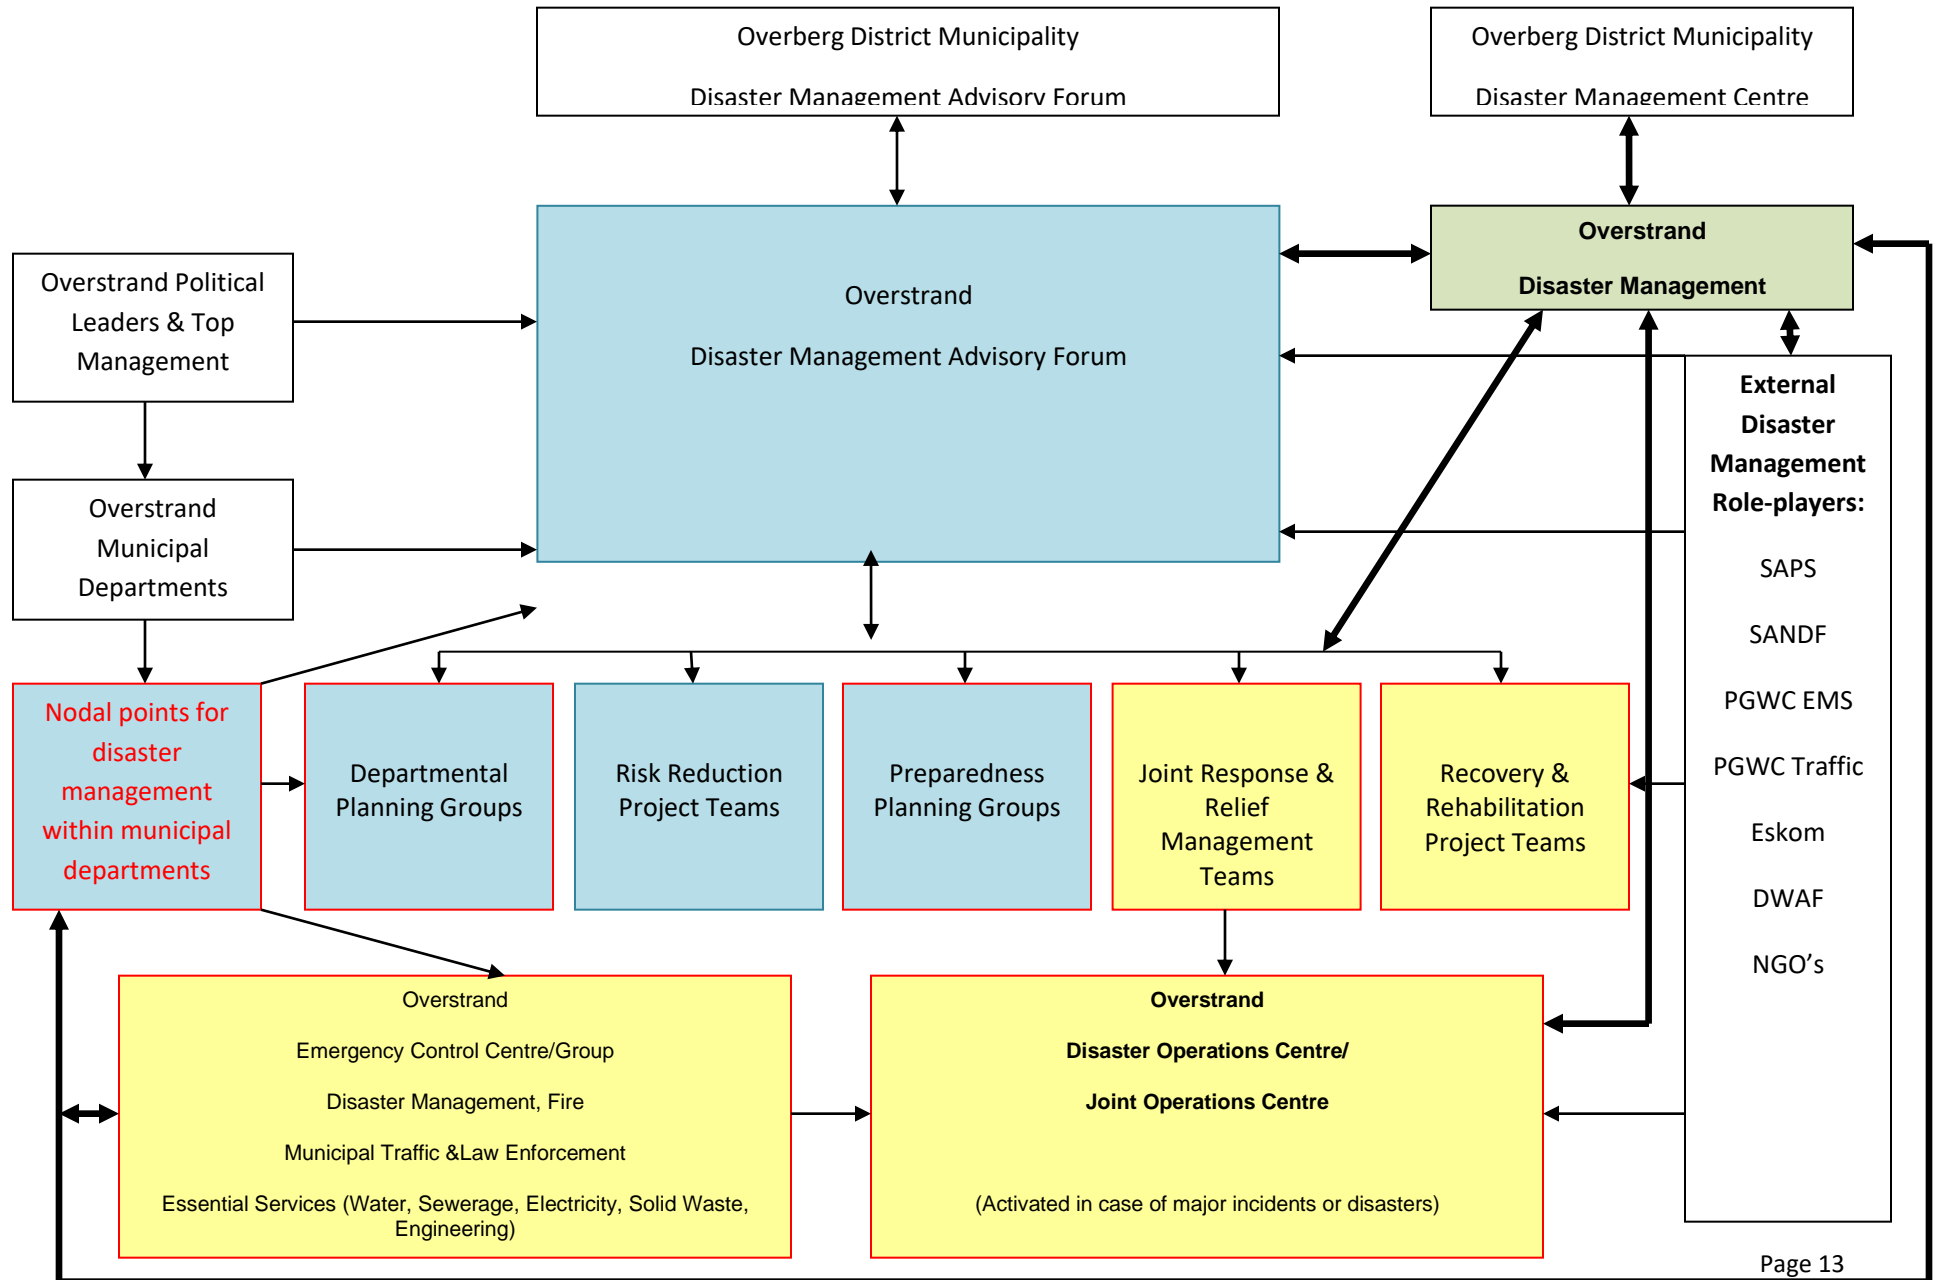 Overberg District Municipality
Disaster Management Advisory Forum
Overberg District Municipality
Disaster Management Centre
Overstrand
Disaster Management
Overstrand Political
Leaders & Top
Management
Overstrand
Disaster Management Advisory Forum
External
Disaster
Management
Role-players:
SAPS
SANDF
PGWC EMS
PGWC Traffic
Eskom
DWAF
NGO’s
Overstrand
Municipal
Departments
Nodal points for
disaster
management
within municipal
departments
Departmental
Planning Groups
Risk Reduction
Project Teams
Preparedness
Planning Groups
Joint Response &
Relief
Management
Teams
Recovery &
Rehabilitation
Project Teams
Overstrand
Emergency Control Centre/Group
Disaster Management, Fire
Municipal Traffic &Law Enforcement
Essential Services (Water, Sewerage, Electricity, Solid Waste,
Engineering)
Overstrand
Disaster Operations Centre/
Joint Operations Centre
(Activated in case of major incidents or disasters)
Page 13